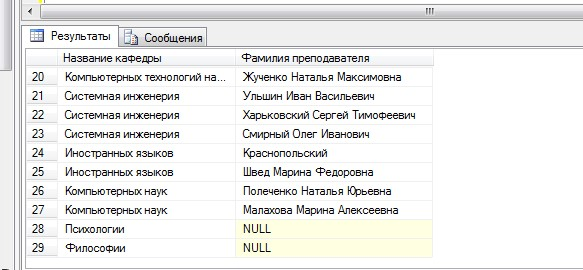 Результаты Сообщения
Название кафедры Фамилия преподавателя
20 Компьютерных технологий на... Жученко Наталья Максимовна
21 Системная инженерия Ульшин Иван Васильевич
22 Системная инженерия Харьковский Сергей Тимофеевич
23 Системная инженерия Смирный Олег Иванович
24 Иностранных языков Краснопольский
25 Иностранных языков Швед Марина Федоровна
26 Компьютерных наук Полеченко Наталья Юрьевна
27 Компьютерных наук Малахова Марина Алексеевна
28 Психологии NULL
29 Философии NULL